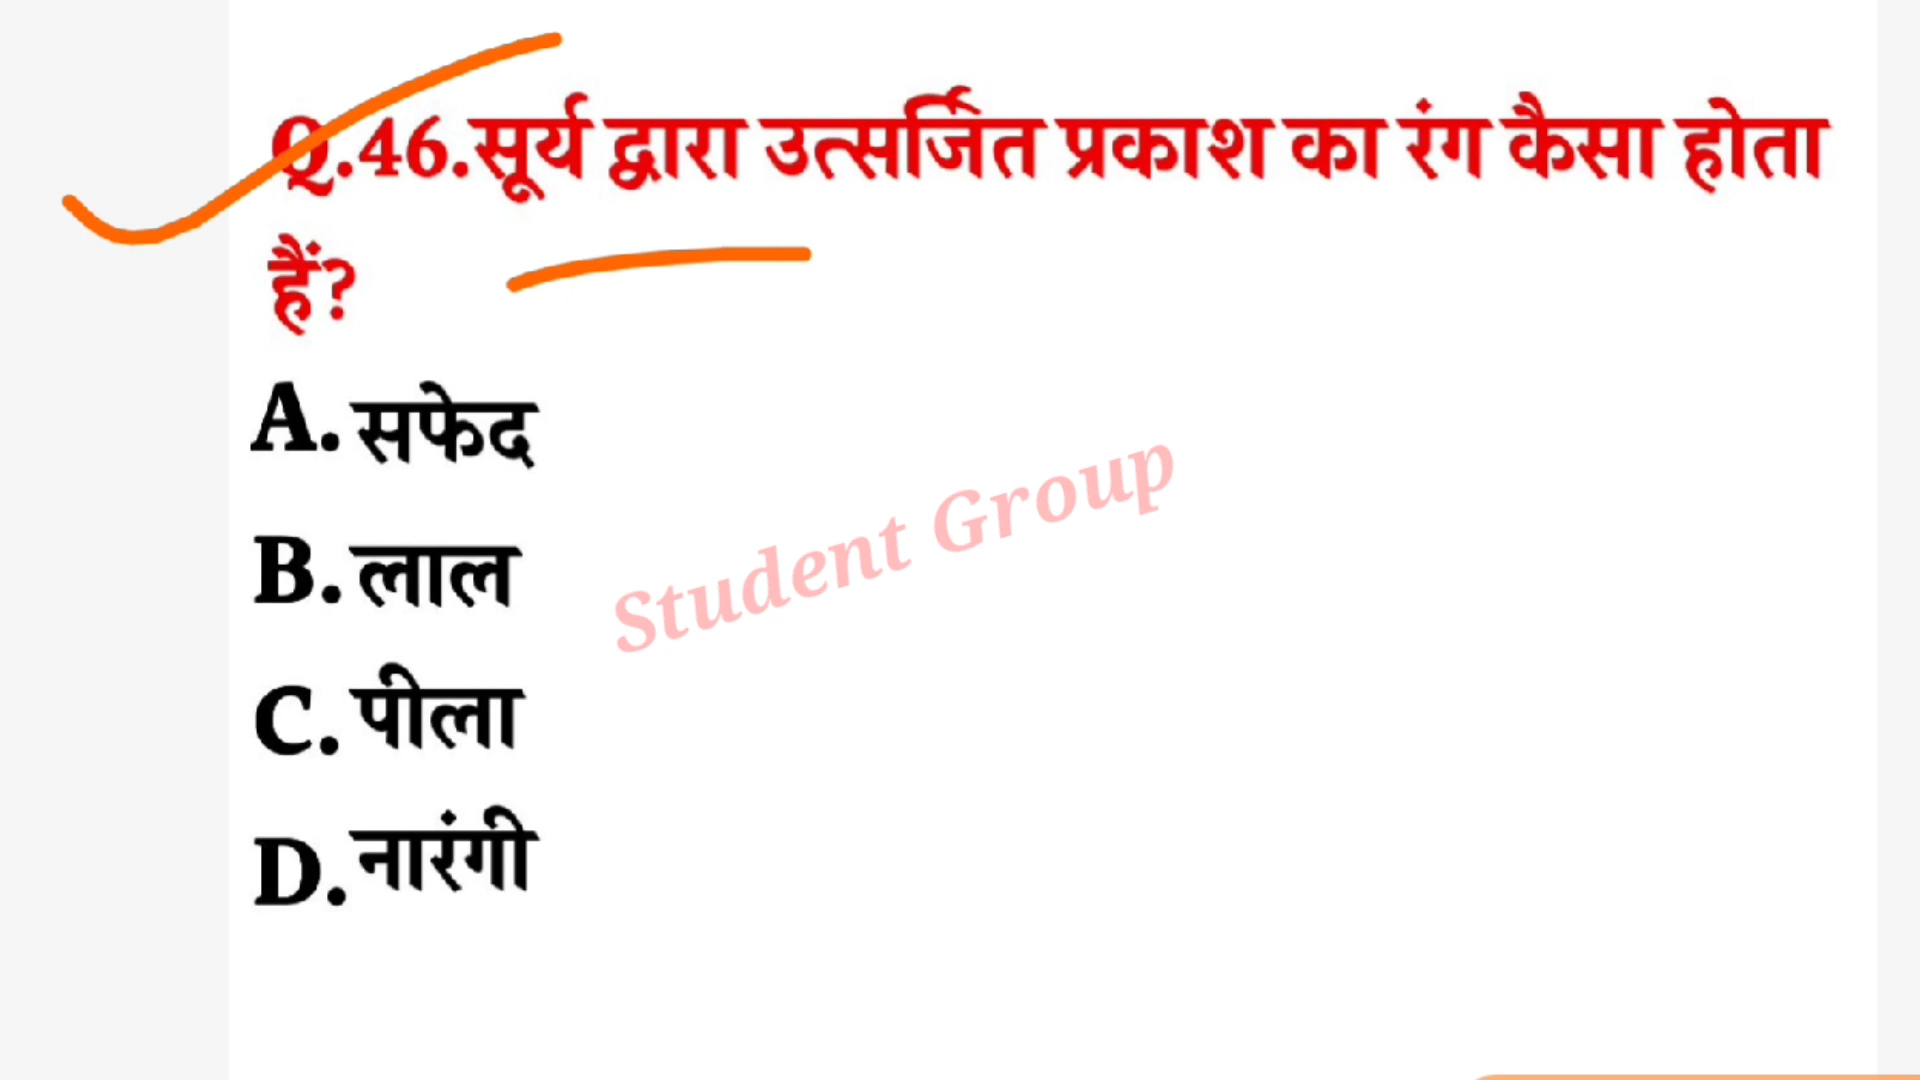 Q.46.सूर्य द्वारा उत्सर्जित प्रकाश का रंग कैसा होता
हैं?
A. सफेद
B. लाल
Student Group
C. पीला
D. नारंगी